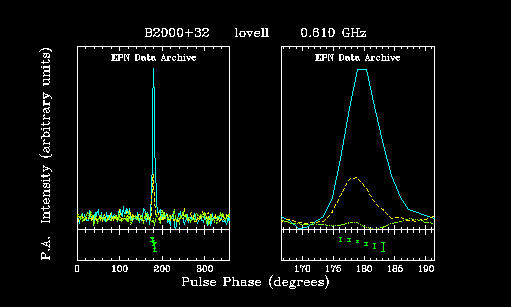 B2000+32 lovell 0.610 GHz
EPN Data Archive EPN Data Archive
P.A. Intensity (arbitrary units)
0 100 200 300 170 175 180 185 190
Pulse Phase (degrees)